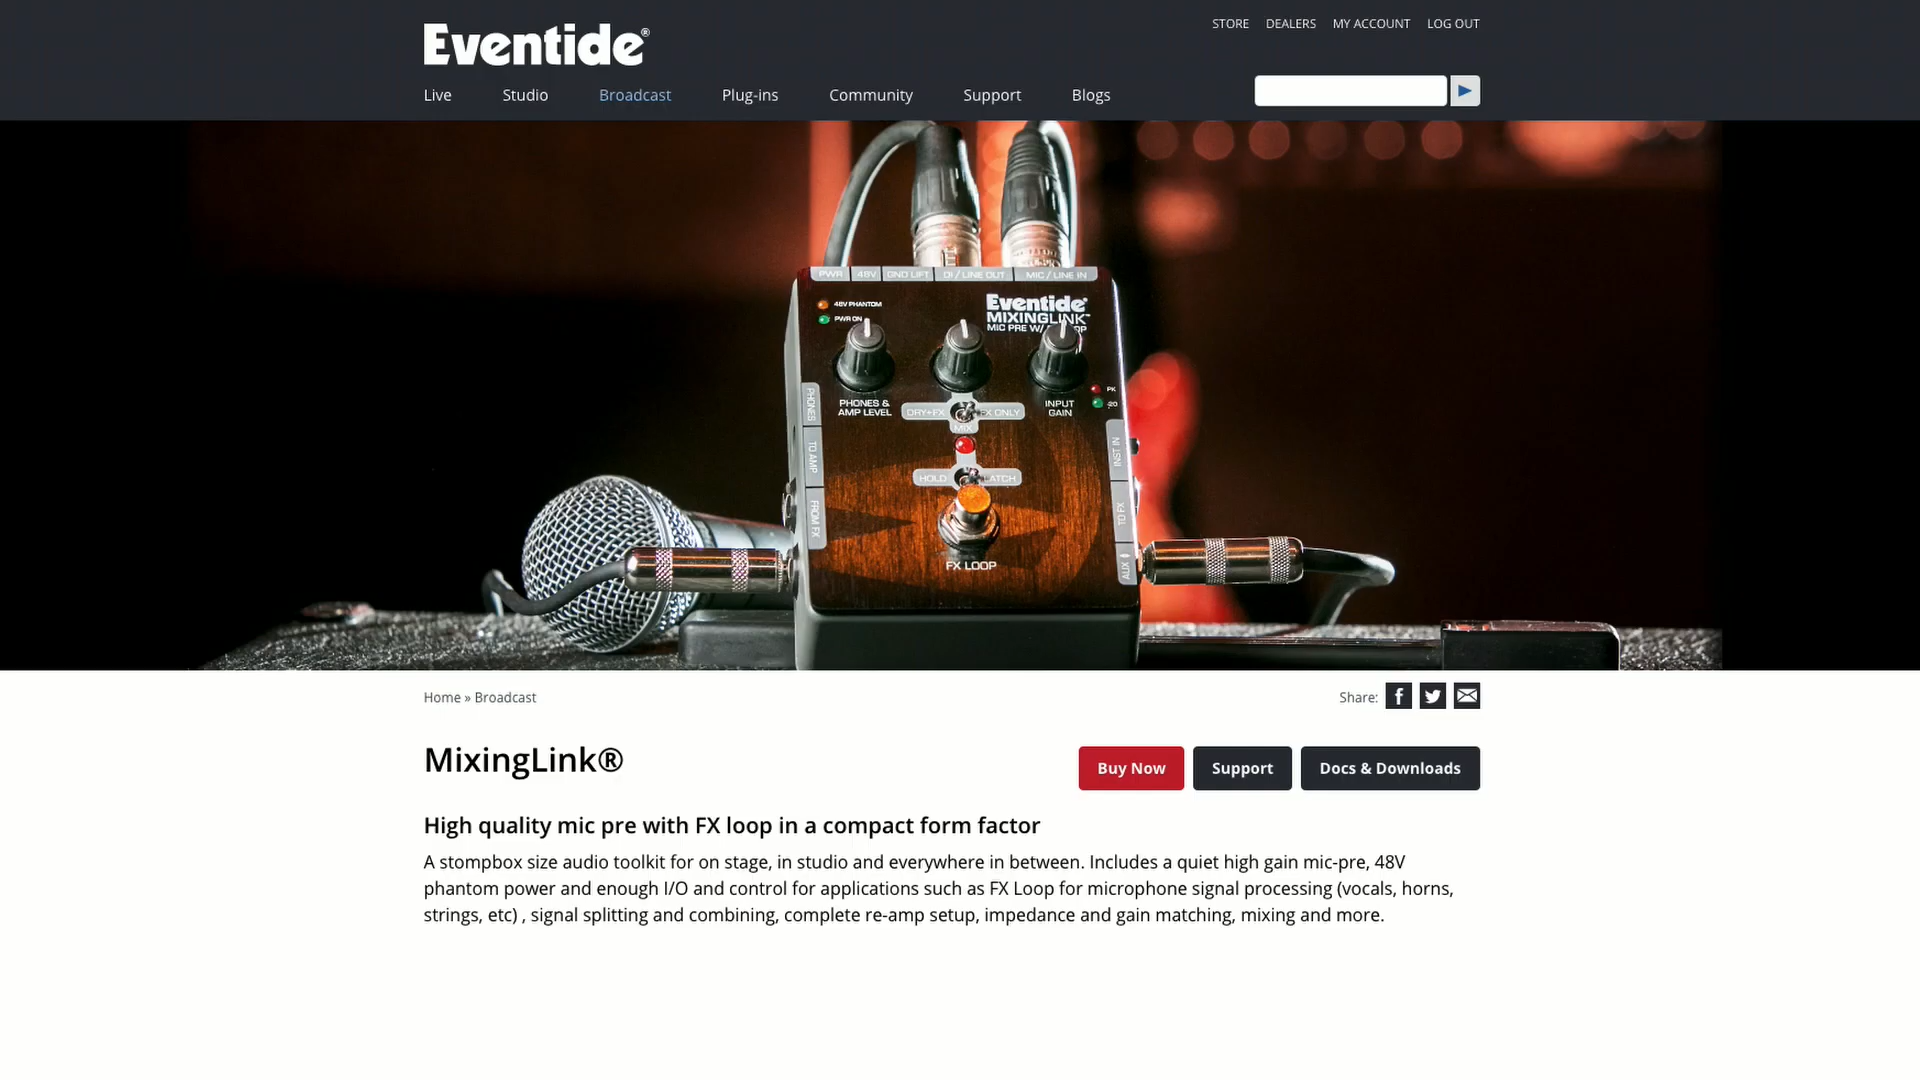 Eventide®
STORE DEALERS MY ACCOUNT LOG OUT
Live Studio Broadcast Plug-ins Community Support Blogs
PWR 48V GND LIFT DI / LINE OUT MIC / LINE IN
48V PHANTOM
PWR ON
Eventide®
MIXINGLINK™
MIC PRE W/
PHONES &
AMP LEVEL
INPUT
GAIN
PK
-20
DRY+FX FX ONLY
MIX
HOLD LATCH
FX LOOP
PHONES
TO AMP
FROM FX
INST IN
TO FX
AUX
Home » Broadcast
Share:
MixingLink®
Buy Now Support Docs & Downloads
High quality mic pre with FX loop in a compact form factor
A stompbox size audio toolkit for on stage, in studio and everywhere in between. Includes a quiet high gain mic-pre, 48V
phantom power and enough I/O and control for applications such as FX Loop for microphone signal processing (vocals, horns,
strings, etc) , signal splitting and combining, complete re-amp setup, impedance and gain matching, mixing and more.